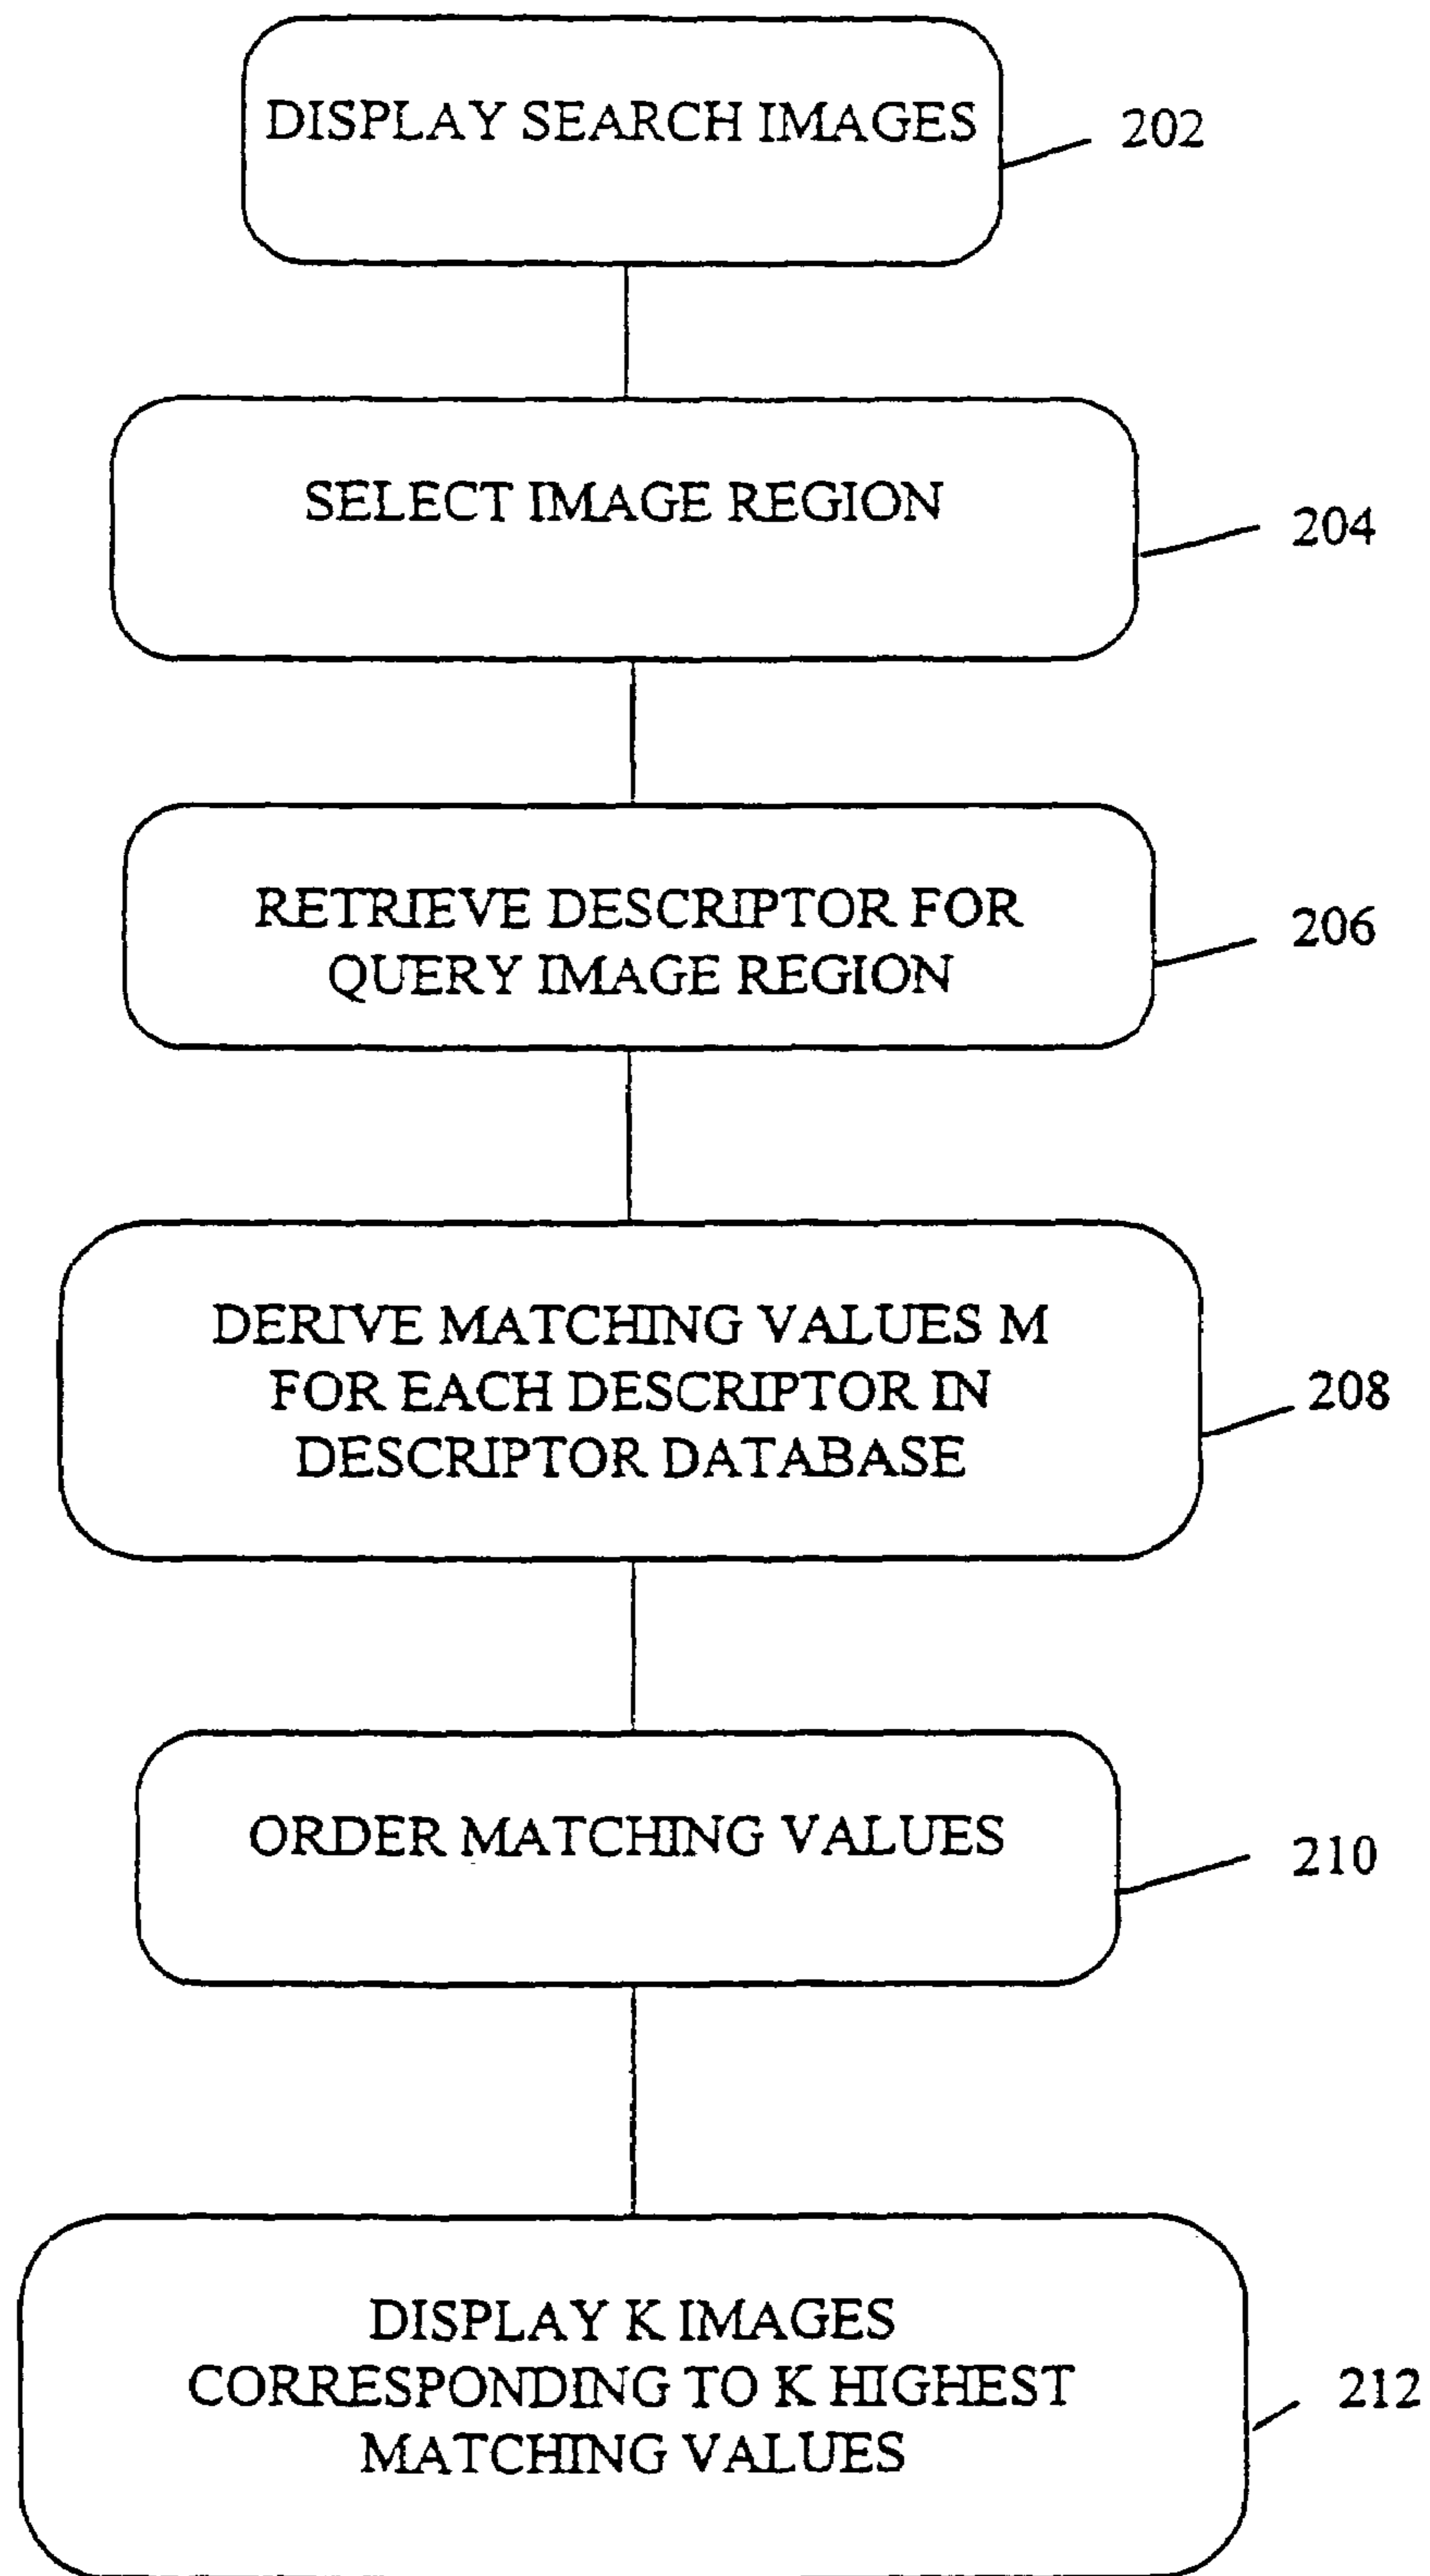 DISPLAY SEARCH IMAGES
202
SELECT IMAGE REGION
204
RETRIEVE DESCRIPTOR FOR
QUERY IMAGE REGION
206
DERIVE MATCHING VALUES M
FOR EACH DESCRIPTOR IN
DESCRIPTOR DATABASE
208
ORDER MATCHING VALUES
210
DISPLAY K IMAGES
CORRESPONDING TO K HIGHEST
MATCHING VALUES
212